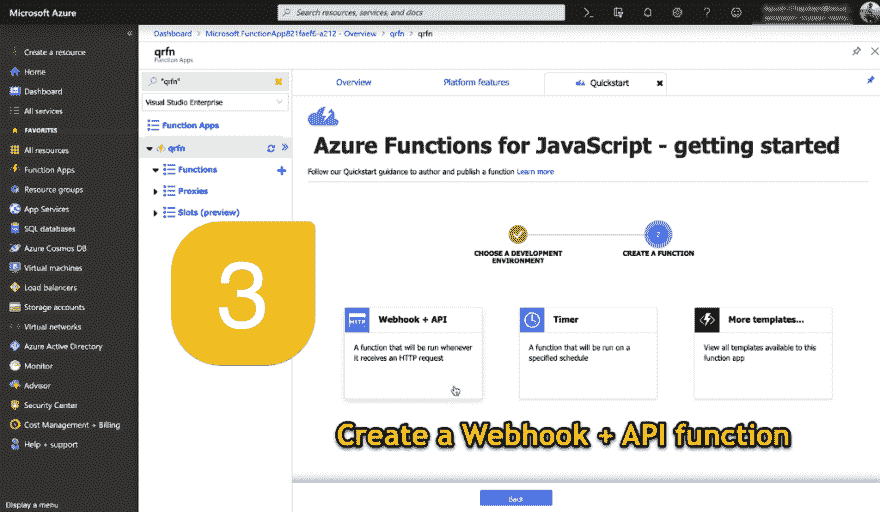 Microsoft Azure
Search resources, services, and docs
Create a resource
Home
Dashboard
All services
FAVORITES
All resources
Function Apps
Resource groups
App Services
SQL databases
Azure Cosmos DB
Virtual machines
Load balancers
Storage accounts
Virtual networks
Azure Active Directory
Monitor
Advisor
Security Center
Cost Management + Billing
Help + support
Display a menu
Dashboard > Microsoft.FunctionApp821faef6-a212 - Overview > qrfn > qrfn
qrfn
Function Apps
"qrfn"
Visual Studio Enterprise
Function Apps
qrfn
Functions
Proxies
Slots (preview)
3
Overview
Platform features
Quickstart
Azure Functions for JavaScript - getting started
Follow our Quickstart guidance to author and publish a function Learn more
CHOOSE A DEVELOPMENT
ENVIRONMENT
2
CREATE A FUNCTION
HTTP
Webhook + API
A function that will be run whenever
it receives an HTTP request
Timer
A function that will be run on a
specified schedule
More templates...
View all templates available to this
function app
Create a Webhook + API function
Back